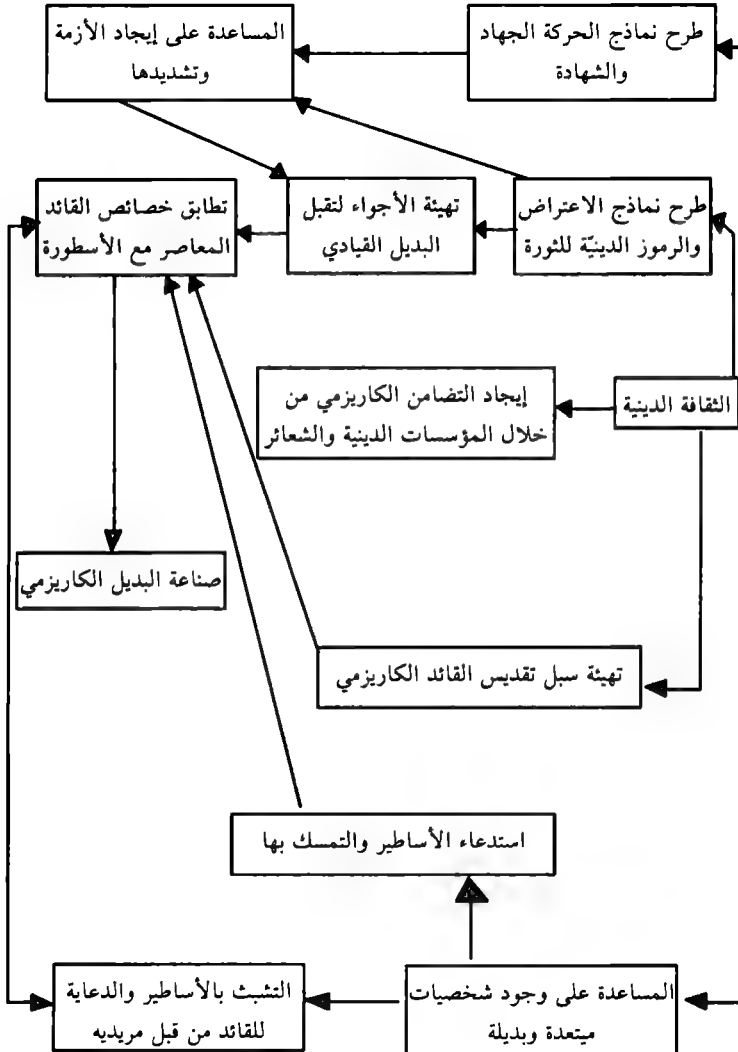 طرح نماذج الحركة الجهاد
والشهادة
المساعدة على إيجاد الأزمة
وتشديدها
طرح نماذج الاعتراض
والرموز الدينيّة للثورة
تهيئة الأجواء لتقبل
البديل القيادي
تطابق خصائص القائد
المعاصر مع الأسطورة
الثقافة الدينية
إيجاد التضامن الكاريزمي من
خلال المؤسسات الدينية والشعائر
صناعة البديل الكاريزمي
تهيئة سبل تقديس القائد الكاريزمي
استدعاء الأساطير والتمسك بها
المساعدة على وجود شخصيات
مبتعدة وبديلة
التشبث بالأساطير والدعاية
للقائد من قبل مريديه